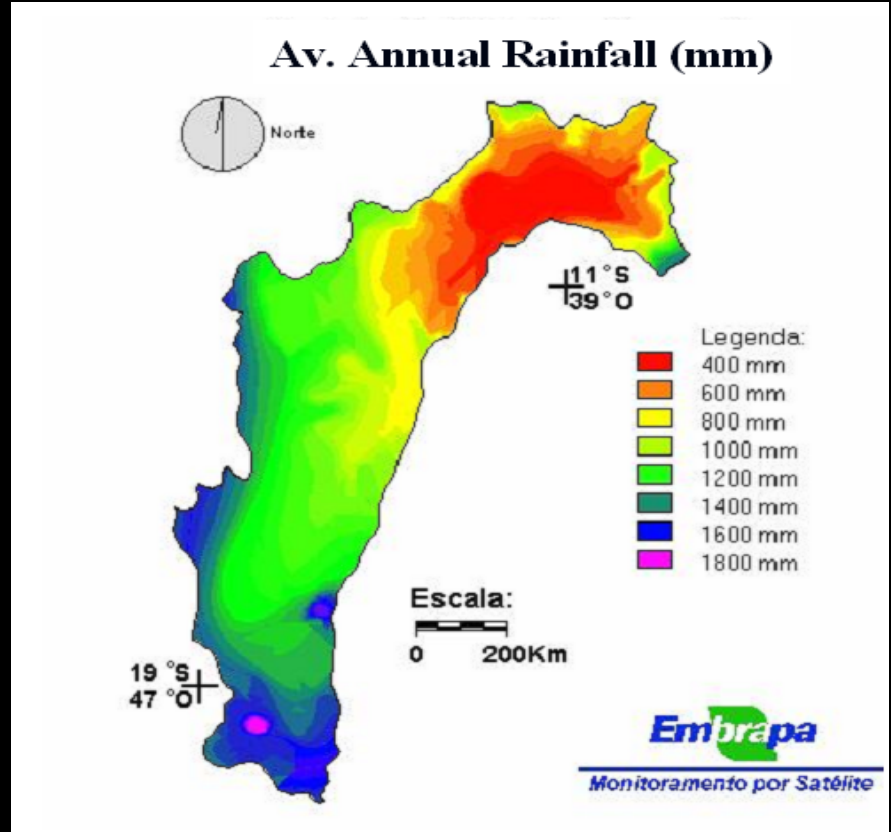 Av. Annual Rainfall (mm)
Norte
11°S
39°O
Legenda:
400 mm
600 mm
800 mm
1000 mm
1200 mm
1400 mm
1600 mm
1800 mm
Escala:
0 200Km
19 °S
47 °O
Embrapa
Monitoramento por Satélite